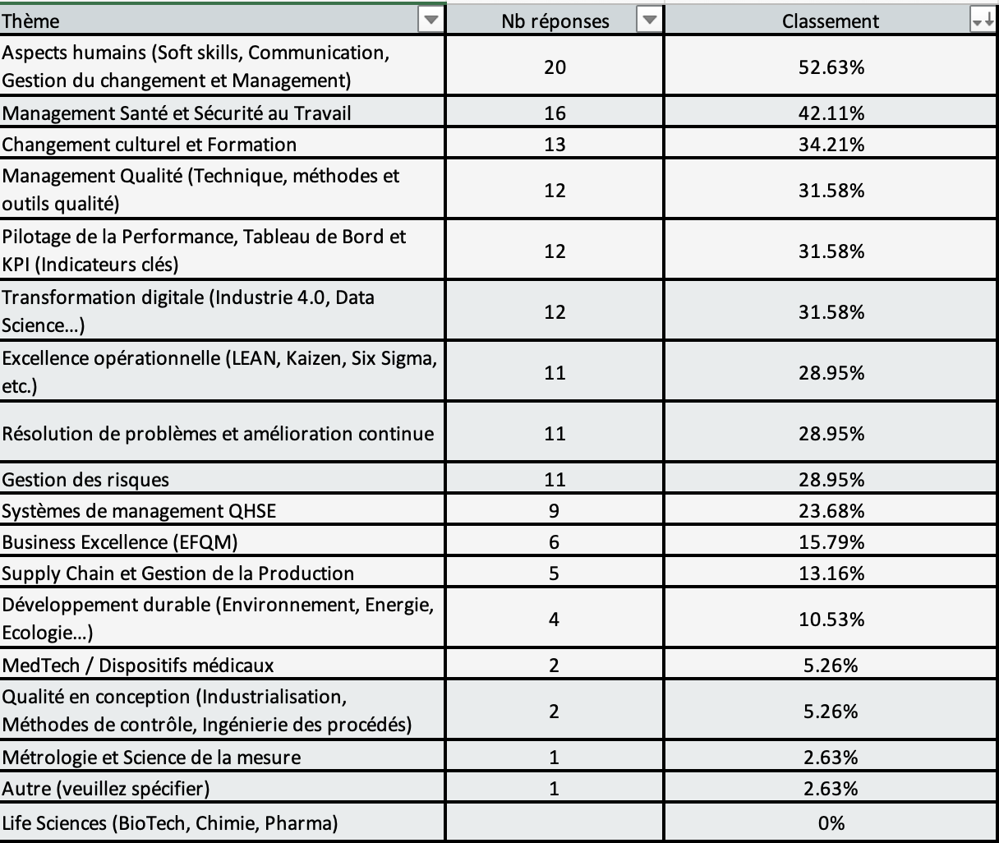 Thème Nb réponses Classement
Aspects humains (Soft skills, Communication,
Gestion du changement et Management) 20 52.63%
Management Santé et Sécurité au Travail 16 42.11%
Changement culturel et Formation 13 34.21%
Management Qualité (Technique, méthodes et
outils qualité) 12 31.58%
Pilotage de la Performance, Tableau de Bord et
KPI (Indicateurs clés) 12 31.58%
Transformation digitale (Industrie 4.0, Data
Science...) 12 31.58%
Excellence opérationnelle (LEAN, Kaizen, Six Sigma,
etc.) 11 28.95%
Résolution de problèmes et amélioration continue 11 28.95%
Gestion des risques 11 28.95%
Systèmes de management QHSE 9 23.68%
Business Excellence (EFQM) 6 15.79%
Supply Chain et Gestion de la Production 5 13.16%
Développement durable (Environnement, Energie,
Ecologie...) 4 10.53%
MedTech / Dispositifs médicaux 2 5.26%
Qualité en conception (Industrialisation,
Méthodes de contrôle, Ingénierie des procédés) 2 5.26%
Métrologie et Science de la mesure 1 2.63%
Autre (veuillez spécifier) 1 2.63%
Life Sciences (BioTech, Chimie, Pharma) 0%